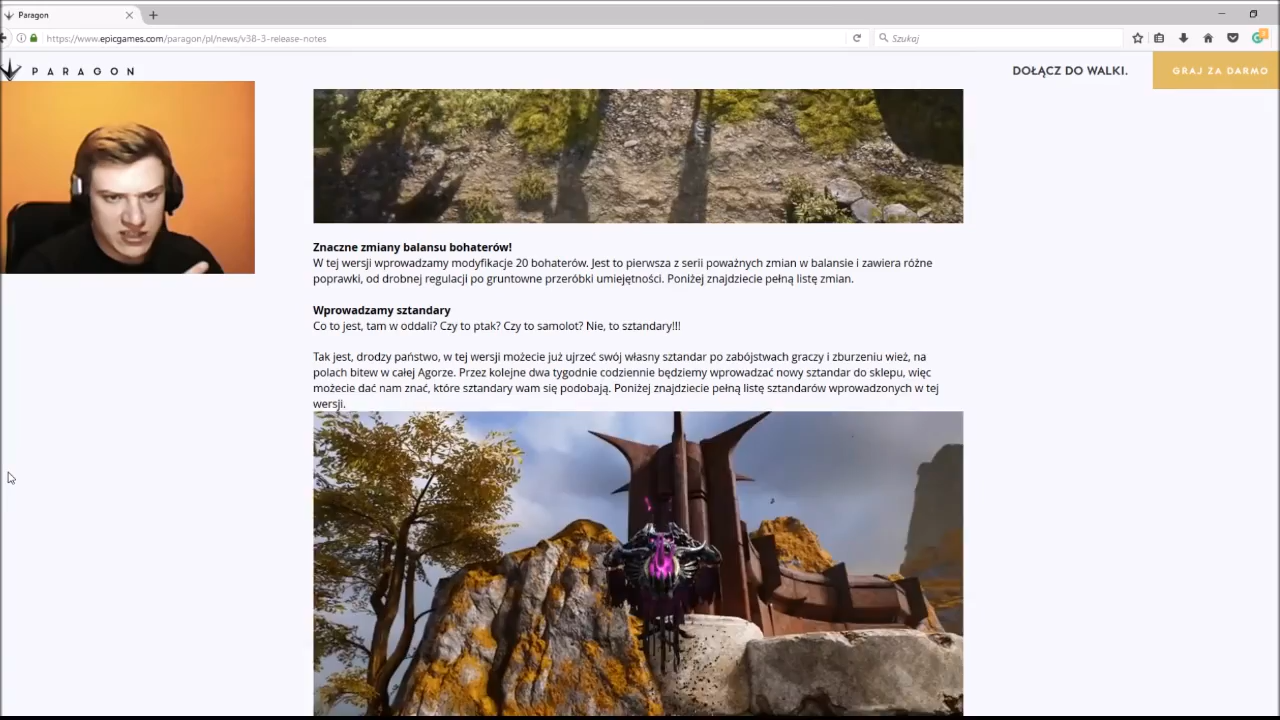 Paragon
https://www.epicgames.com/paragon/pl/news/v38-3-release-notes
Szukaj
PARAGON
DOŁĄCZ DO WALKI.
GRAJ ZA DARMO
Znaczne zmiany balansu bohaterów!
W tej wersji wprowadzamy modyfikacje 20 bohaterów. Jest to pierwsza z serii poważnych zmian w balansie i zawiera różne
poprawki, od drobnej regulacji po gruntowne przeróbki umiejętności. Poniżej znajdziecie pełną listę zmian.
Wprowadzamy sztandary
Co to jest, tam w oddali? Czy to ptak? Czy to samolot? Nie, to sztandary!!!
Tak jest, drodzy państwo, w tej wersji możecie już ujrzeć swój własny sztandar po zabójstwach graczy i zburzeniu wież, na
polach bitew w całej Agorze. Przez kolejne dwa tygodnie codziennie będziemy wprowadzać nowy sztandar do sklepu, więc
możecie dać nam znać, które sztandary wam się podobają. Poniżej znajdziecie pełną listę sztandarów wprowadzonych w tej
wersji.